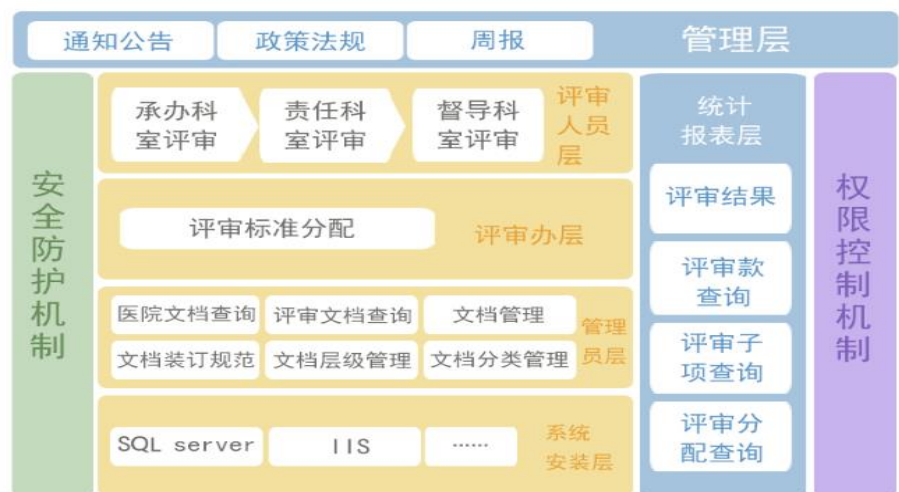 通知公告
政策法规
周报
管理层
安全防护机制
承办科
室评审
责任科
室评审
督导科
室评审
评审
人员
层
评审标准分配
评审办层
医院文档查询
评审文档查询
文档管理
文档装订规范
文档层级管理
文档分类管理
管理
员层
SQL server
IIS
······
系统
安装层
统计
报表层
评审结果
评审款
查询
评审子
项查询
评审分
配查询
权限控制机制